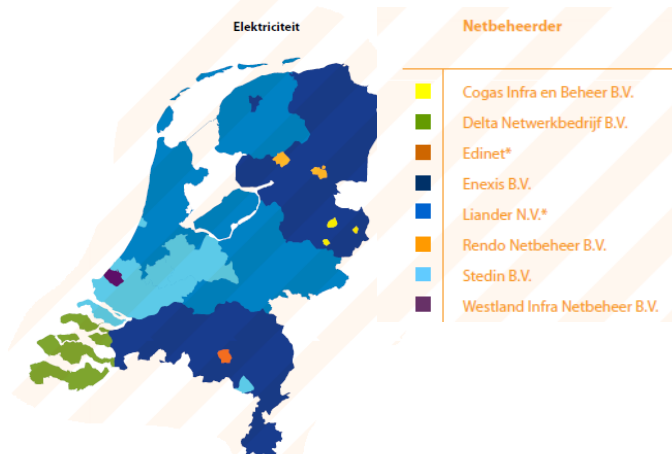 Elektriciteit
Netbeheerder
Cogas Infra en Beheer B.V.
Delta Netwerkbedrijf B.V.
Edinet*
Enexis B.V.
Liander N.V.*
Rendo Netbeheer B.V.
Stedin B.V.
Westland Infra Netbeheer B.V.